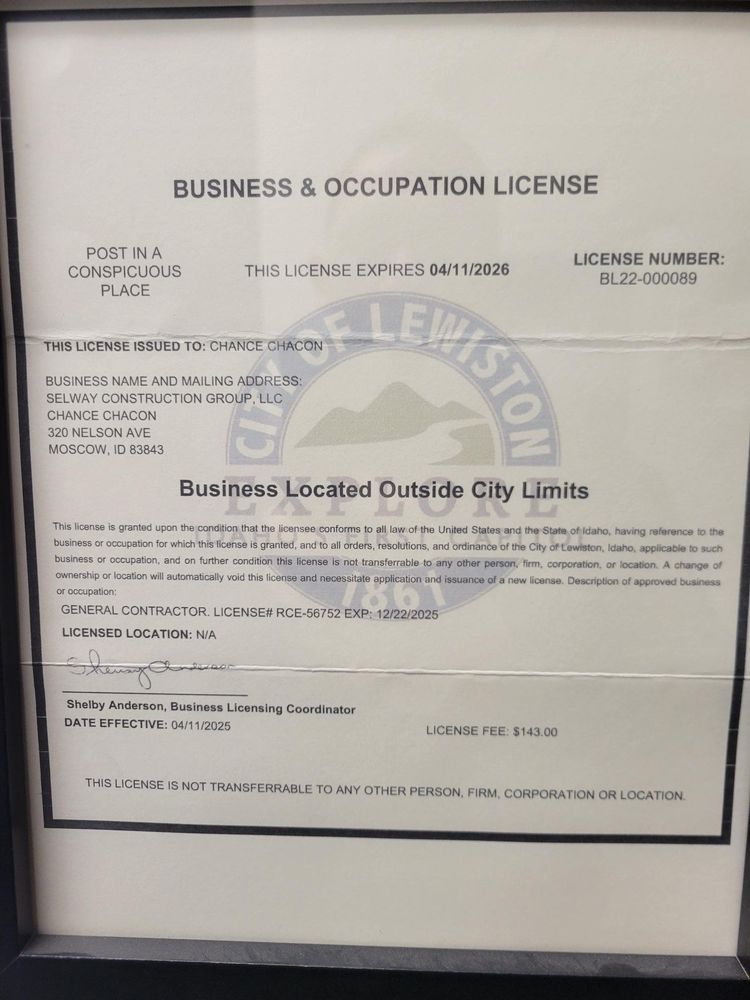 BUSINESS & OCCUPATION LICENSE
POST IN A
CONSPICUOUS
PLACE
THIS LICENSE EXPIRES 04/11/2026
LICENSE NUMBER:
BL22-000089
THIS LICENSE ISSUED TO: CHANCE CHACON
BUSINESS NAME AND MAILING ADDRESS:
SELWAY CONSTRUCTION GROUP, LLC
CHANCE CHACON
320 NELSON AVE
MOSCOW, ID 83843
CITY OF LEWISTON
EXPLORE
IDAHO'S FIRST CAPITOL
1861
Business Located Outside City Limits
This license is granted upon the condition that the licensee conforms to all law of the United States and the State of Idaho, having reference to the
business or occupation for which this license is granted, and to all orders, resolutions, and ordinance of the City of Lewiston, Idaho, applicable to such
business or occupation, and on further condition this license is not transferable to any other person, firm, corporation, or location. A change of
ownership or location will automatically void this license and necessitate application and issuance of a new license. Description of approved business
or occupation:
GENERAL CONTRACTOR. LICENSE# RCE-56752 EXP: 12/22/2025
LICENSED LOCATION: N/A
Shelby Anderson, Business Licensing Coordinator
DATE EFFECTIVE: 04/11/2025
LICENSE FEE: $143.00
THIS LICENSE IS NOT TRANSFERRABLE TO ANY OTHER PERSON, FIRM, CORPORATION OR LOCATION.